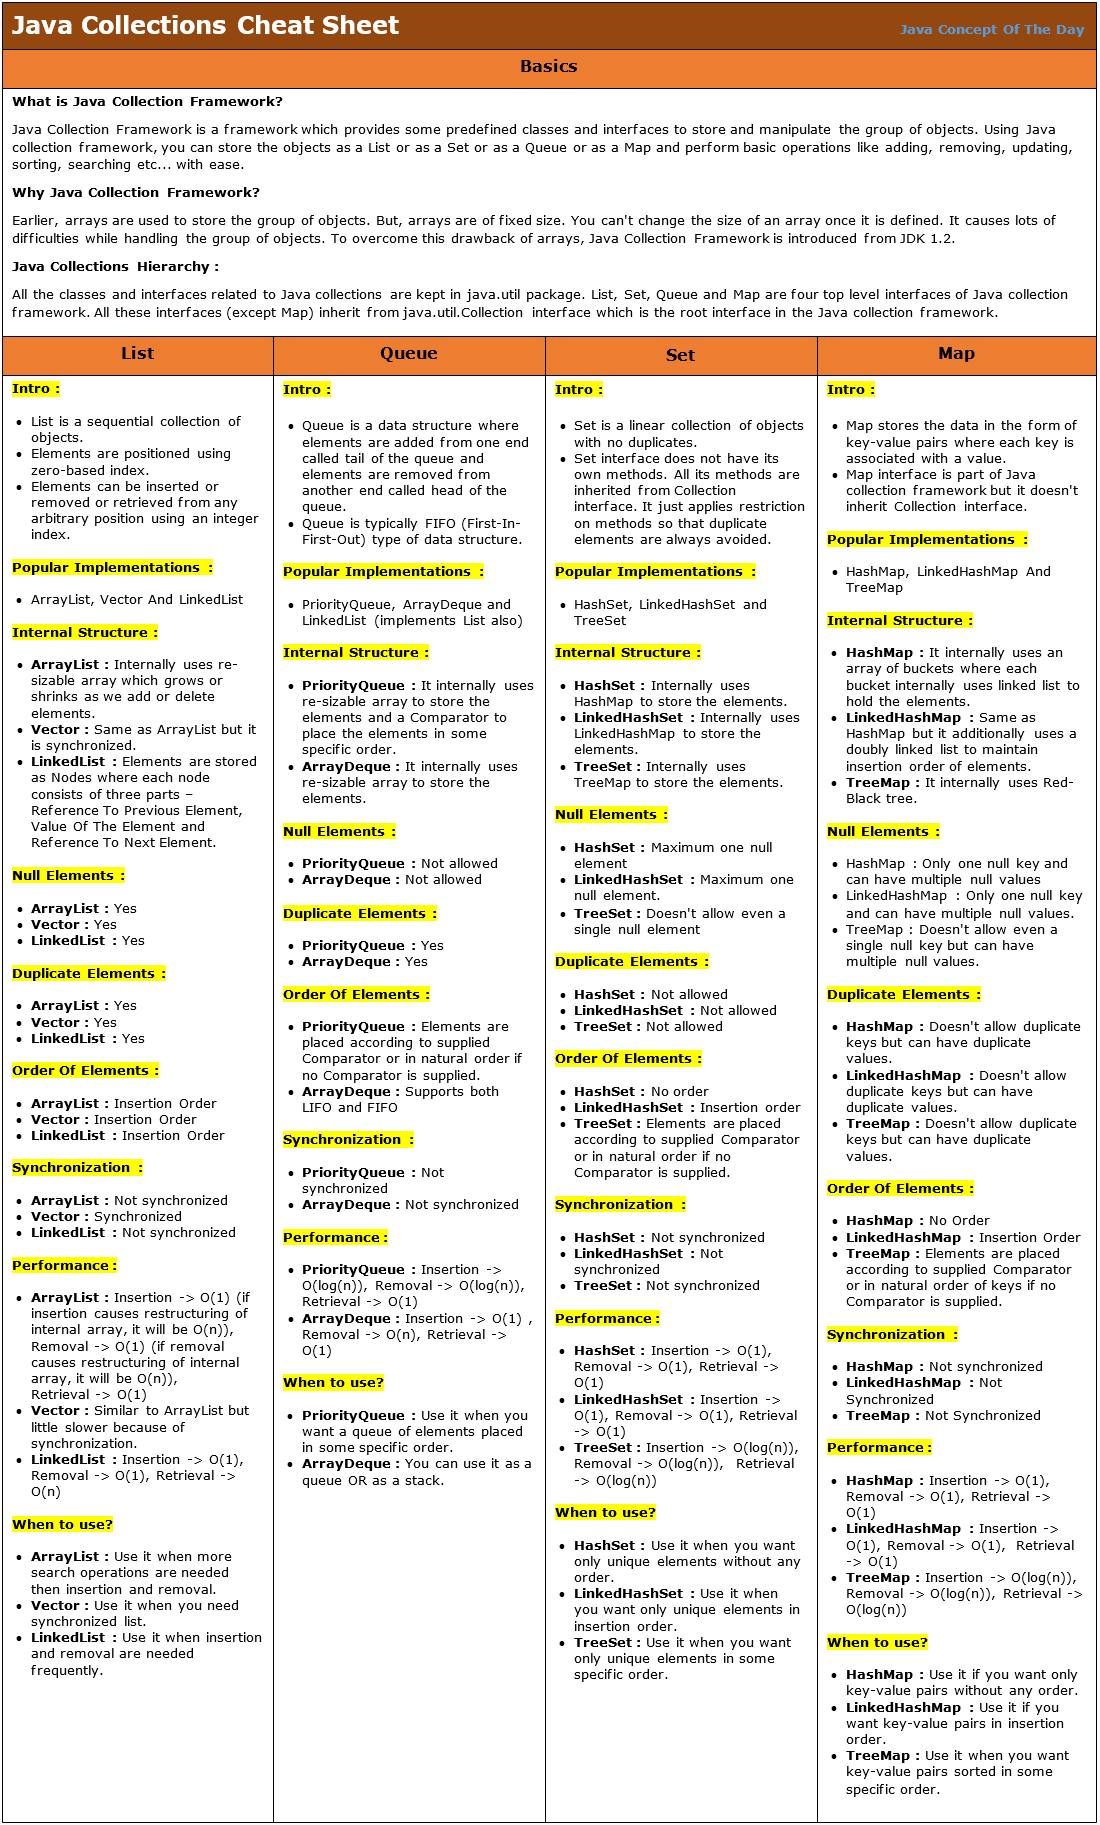 Java Collections Cheat Sheet
Java Concept Of The Day
Basics
What is Java Collection Framework?
Java Collection Framework is a framework which provides some predefined classes and interfaces to store and manipulate the group of objects. Using Java
collection framework, you can store the objects as a List or as a Set or as a Queue or as a Map and perform basic operations like adding, removing, updating,
sorting, searching etc... with ease.
Why Java Collection Framework?
Earlier, arrays are used to store the group of objects. But, arrays are of fixed size. You can't change the size of an array once it is defined. It causes lots of
difficulties while handling the group of objects. To overcome this drawback of arrays, Java Collection Framework is introduced from JDK 1.2.
Java Collections Hierarchy :
All the classes and interfaces related to Java collections are kept in java.util package. List, Set, Queue and Map are four top level interfaces of Java collection
framework. All these interfaces (except Map) inherit from java.util.Collection interface which is the root interface in the Java collection framework.
List
Intro :
• List is a sequential collection of
objects.
• Elements are positioned using
zero-based index.
• Elements can be inserted or
removed or retrieved from any
arbitrary position using an integer
index.
Popular Implementations :
• ArrayList, Vector And LinkedList
Internal Structure :
• ArrayList : Internally uses re-
sizable array which grows or
shrinks as we add or delete
elements.
• Vector : Same as ArrayList but it
is synchronized.
• LinkedList : Elements are stored
as Nodes where each node
consists of three parts –
Reference To Previous Element,
Value Of The Element and
Reference To Next Element.
Null Elements :
• ArrayList : Yes
• Vector : Yes
• LinkedList : Yes
Duplicate Elements :
• ArrayList : Yes
• Vector : Yes
• LinkedList : Yes
Order Of Elements :
• ArrayList : Insertion Order
• Vector : Insertion Order
• LinkedList : Insertion Order
Synchronization :
• ArrayList : Not synchronized
• Vector : Synchronized
• LinkedList : Not synchronized
Performance :
• ArrayList : Insertion -> O(1) (if
insertion causes restructuring of
internal array, it will be O(n)),
Removal -> O(1) (if removal
causes restructuring of internal
array, it will be O(n)),
Retrieval -> O(1)
• Vector : Similar to ArrayList but
little slower because of
synchronization.
• LinkedList : Insertion -> O(1),
Removal -> O(1), Retrieval ->
O(n)
When to use?
• ArrayList : Use it when more
search operations are needed
then insertion and removal.
• Vector : Use it when you need
synchronized list.
• LinkedList : Use it when insertion
and removal are needed
frequently.
Queue
Intro :
• Queue is a data structure where
elements are added from one end
called tail of the queue and
elements are removed from
another end called head of the
queue.
• Queue is typically FIFO (First-In-
First-Out) type of data structure.
Popular Implementations :
• PriorityQueue, ArrayDeque and
LinkedList (implements List also)
Internal Structure :
• PriorityQueue : It internally uses
re-sizable array to store the
elements and a Comparator to
place the elements in some
specific order.
• ArrayDeque : It internally uses
re-sizable array to store the
elements.
Null Elements :
• PriorityQueue : Not allowed
• ArrayDeque : Not allowed
Duplicate Elements :
• PriorityQueue : Yes
• ArrayDeque : Yes
Order Of Elements :
• PriorityQueue : Elements are
placed according to supplied
Comparator or in natural order if
no Comparator is supplied.
• ArrayDeque : Supports both
LIFO and FIFO
Synchronization :
• PriorityQueue : Not
synchronized
• ArrayDeque : Not synchronized
Performance :
• PriorityQueue : Insertion ->
O(log(n)), Removal -> O(log(n)),
Retrieval -> O(1)
• ArrayDeque : Insertion -> O(1) ,
Removal -> O(n), Retrieval ->
O(1)
When to use?
• PriorityQueue : Use it when you
want a queue of elements placed
in some specific order.
• ArrayDeque : You can use it as a
queue OR as a stack.
Set
Intro :
• Set is a linear collection of objects
with no duplicates.
• Set interface does not have its
own methods. All its methods are
inherited from Collection
interface. It just applies restriction
on methods so that duplicate
elements are always avoided.
Popular Implementations :
• HashSet, LinkedHashSet and
TreeSet
Internal Structure :
• HashSet : Internally uses
HashMap to store the elements.
• LinkedHashSet : Internally uses
LinkedHashMap to store the
elements.
• TreeSet : Internally uses
TreeMap to store the elements.
Null Elements :
• HashSet : Maximum one null
element
• LinkedHashSet : Maximum one
null element.
• TreeSet : Doesn't allow even a
single null element
Duplicate Elements :
• HashSet : Not allowed
• LinkedHashSet : Not allowed
• TreeSet : Not allowed
Order Of Elements :
• HashSet : No order
• LinkedHashSet : Insertion order
• TreeSet : Elements are placed
according to supplied Comparator
or in natural order if no
Comparator is supplied.
Synchronization :
• HashSet : Not synchronized
• LinkedHashSet : Not
synchronized
• TreeSet : Not synchronized
Performance :
• HashSet : Insertion -> O(1),
Removal -> O(1), Retrieval ->
O(1)
• LinkedHashSet : Insertion ->
O(1), Removal -> O(1), Retrieval
-> O(1)
• TreeSet : Insertion -> O(log(n)),
Removal -> O(log(n)), Retrieval
-> O(log(n))
When to use?
• HashSet : Use it when you want
only unique elements without any
order.
• LinkedHashSet : Use it when
you want only unique elements in
insertion order.
• TreeSet : Use it when you want
only unique elements in some
specific order.
Map
Intro :
• Map stores the data in the form of
key-value pairs where each key is
associated with a value.
• Map interface is part of Java
collection framework but it doesn't
inherit Collection interface.
Popular Implementations :
• HashMap, LinkedHashMap And
TreeMap
Internal Structure :
• HashMap : It internally uses an
array of buckets where each
bucket internally uses linked list to
hold the elements.
• LinkedHashMap : Same as
HashMap but it additionally uses a
doubly linked list to maintain
insertion order of elements.
• TreeMap : It internally uses Red-
Black tree.
Null Elements :
• HashMap : Only one null key and
can have multiple null values
• LinkedHashMap : Only one null key
and can have multiple null values.
• TreeMap : Doesn't allow even a
single null key but can have
multiple null values.
Duplicate Elements :
• HashMap : Doesn't allow duplicate
keys but can have duplicate
values.
• LinkedHashMap : Doesn't allow
duplicate keys but can have
duplicate values.
• TreeMap : Doesn't allow duplicate
keys but can have duplicate
values.
Order Of Elements :
• HashMap : No Order
• LinkedHashMap : Insertion Order
• TreeMap : Elements are placed
according to supplied Comparator
or in natural order of keys if no
Comparator is supplied.
Synchronization :
• HashMap : Not synchronized
• LinkedHashMap : Not
Synchronized
• TreeMap : Not Synchronized
Performance :
• HashMap : Insertion -> O(1),
Removal -> O(1), Retrieval ->
O(1)
• LinkedHashMap : Insertion ->
O(1), Removal -> O(1), Retrieval
-> O(1)
• TreeMap : Insertion -> O(log(n)),
Removal -> O(log(n)), Retrieval ->
O(log(n))
When to use?
• HashMap : Use it if you want only
key-value pairs without any order.
• LinkedHashMap : Use it if you
want key-value pairs in insertion
order.
• TreeMap : Use it when you want
key-value pairs sorted in some
specific order.